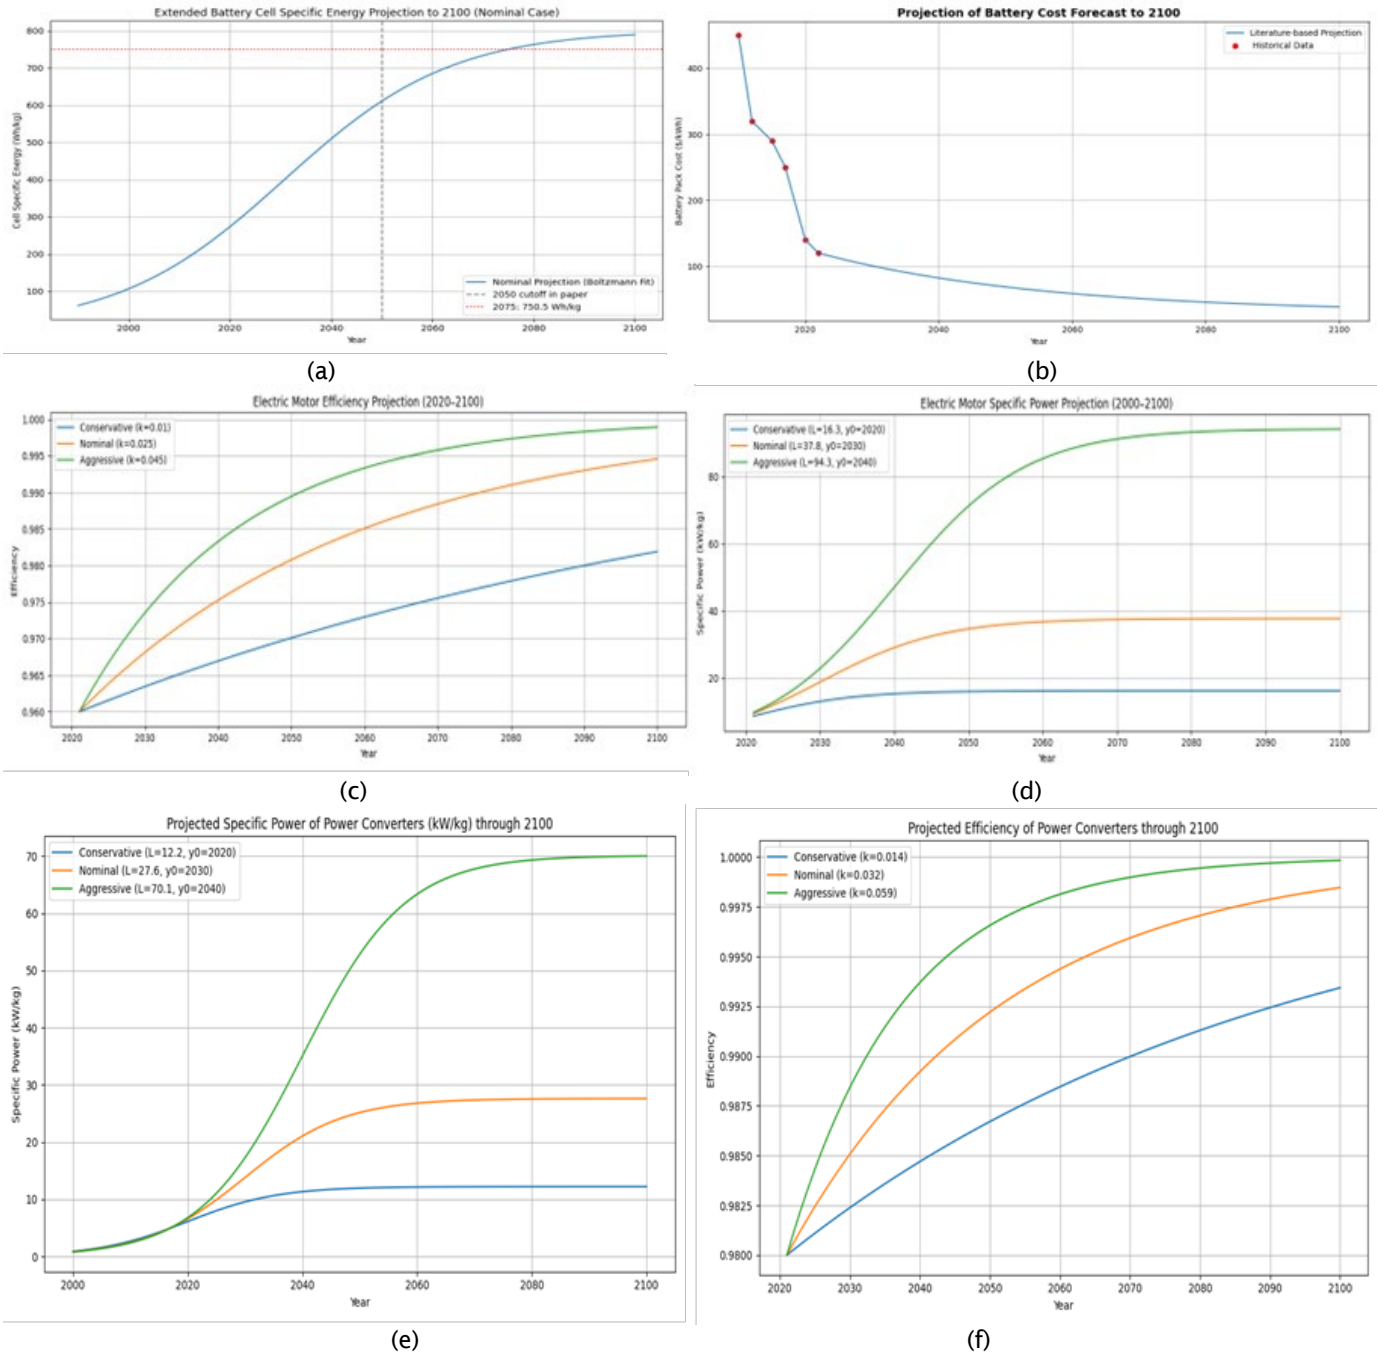 Extended Battery Cell Specific Energy Projection to 2100 (Nominal Case)
800
700
600
500
400
300
200
100
Cell Specific Energy (Wh/kg)
Nominal Projection (Boltzmann Fit)
2050 cutoff in paper
2075: 750.5 Wh/kg
2000 2020 2040 2060 2080 2100
Year
(a)
Projection of Battery Cost Forecast to 2100
Literature-based Projection
Historical Data
400
300
200
100
Battery Pack Cost ($/kWh)
2020 2040 2060 2080 2100
Year
(b)
Electric Motor Efficiency Projection (2020–2100)
Conservative (k=0.01)
Nominal (k=0.025)
Aggressive (k=0.045)
1.000
0.995
0.990
0.985
0.980
0.975
0.970
0.965
0.960
Efficiency
2020 2030 2040 2050 2060 2070 2080 2090 2100
Year
(c)
Electric Motor Specific Power Projection (2000–2100)
Conservative (L=16.3, y0=2020)
Nominal (L=37.8, y0=2030)
Aggressive (L=94.3, y0=2040)
80
60
40
20
Specific Power (kW/kg)
2020 2030 2040 2050 2060 2070 2080 2090 2100
Year
(d)
Projected Specific Power of Power Converters (kW/kg) through 2100
Conservative (L=12.2, y0=2020)
Nominal (L=27.6, y0=2030)
Aggressive (L=70.1, y0=2040)
70
60
50
40
30
20
10
0
Specific Power (kW/kg)
2000 2020 2040 2060 2080 2100
Year
(e)
Projected Efficiency of Power Converters through 2100
Conservative (k=0.014)
Nominal (k=0.032)
Aggressive (k=0.059)
1.0000
0.9975
0.9950
0.9925
0.9900
0.9875
0.9850
0.9825
0.9800
Efficiency
2020 2030 2040 2050 2060 2070 2080 2090 2100
Year
(f)